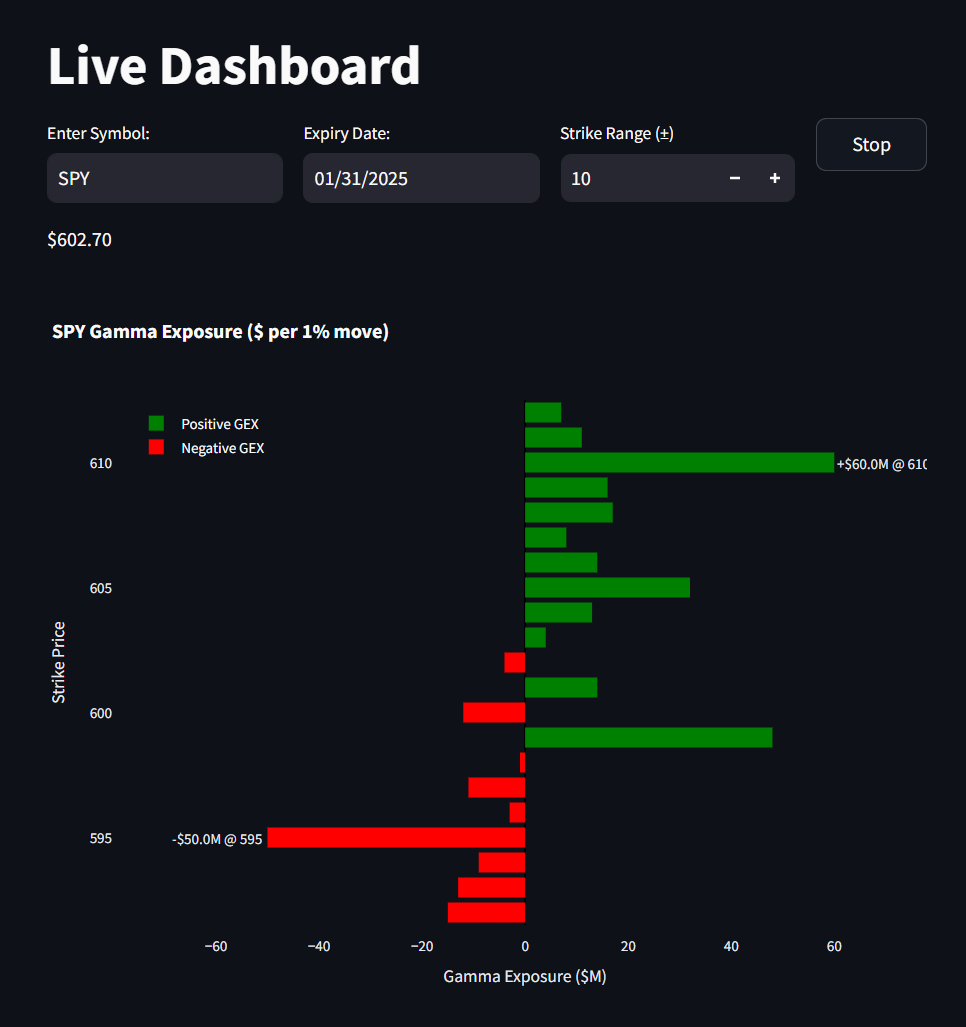 Live Dashboard
Enter Symbol:
Expiry Date:
Strike Range (±)
Stop
SPY
01/31/2025
10
−
+
$602.70
SPY Gamma Exposure ($ per 1% move)
Positive GEX
Negative GEX
610
+$60.0M @ 610
605
Strike Price
600
595
-$50.0M @ 595
−60
−40
−20
0
20
40
60
Gamma Exposure ($M)